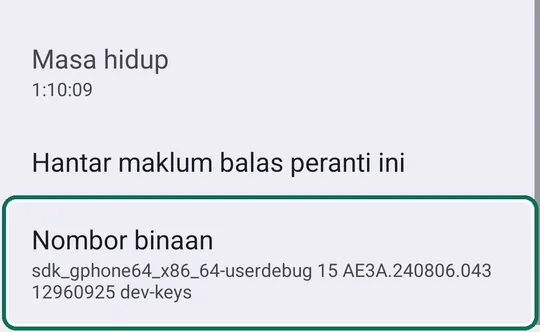 Masa hidup
1:10:09
Hantar maklum balas peranti ini
Nombor binaan
sdk_gphone64_x86_64-userdebug 15 AE3A.240806.043
12960925 dev-keys